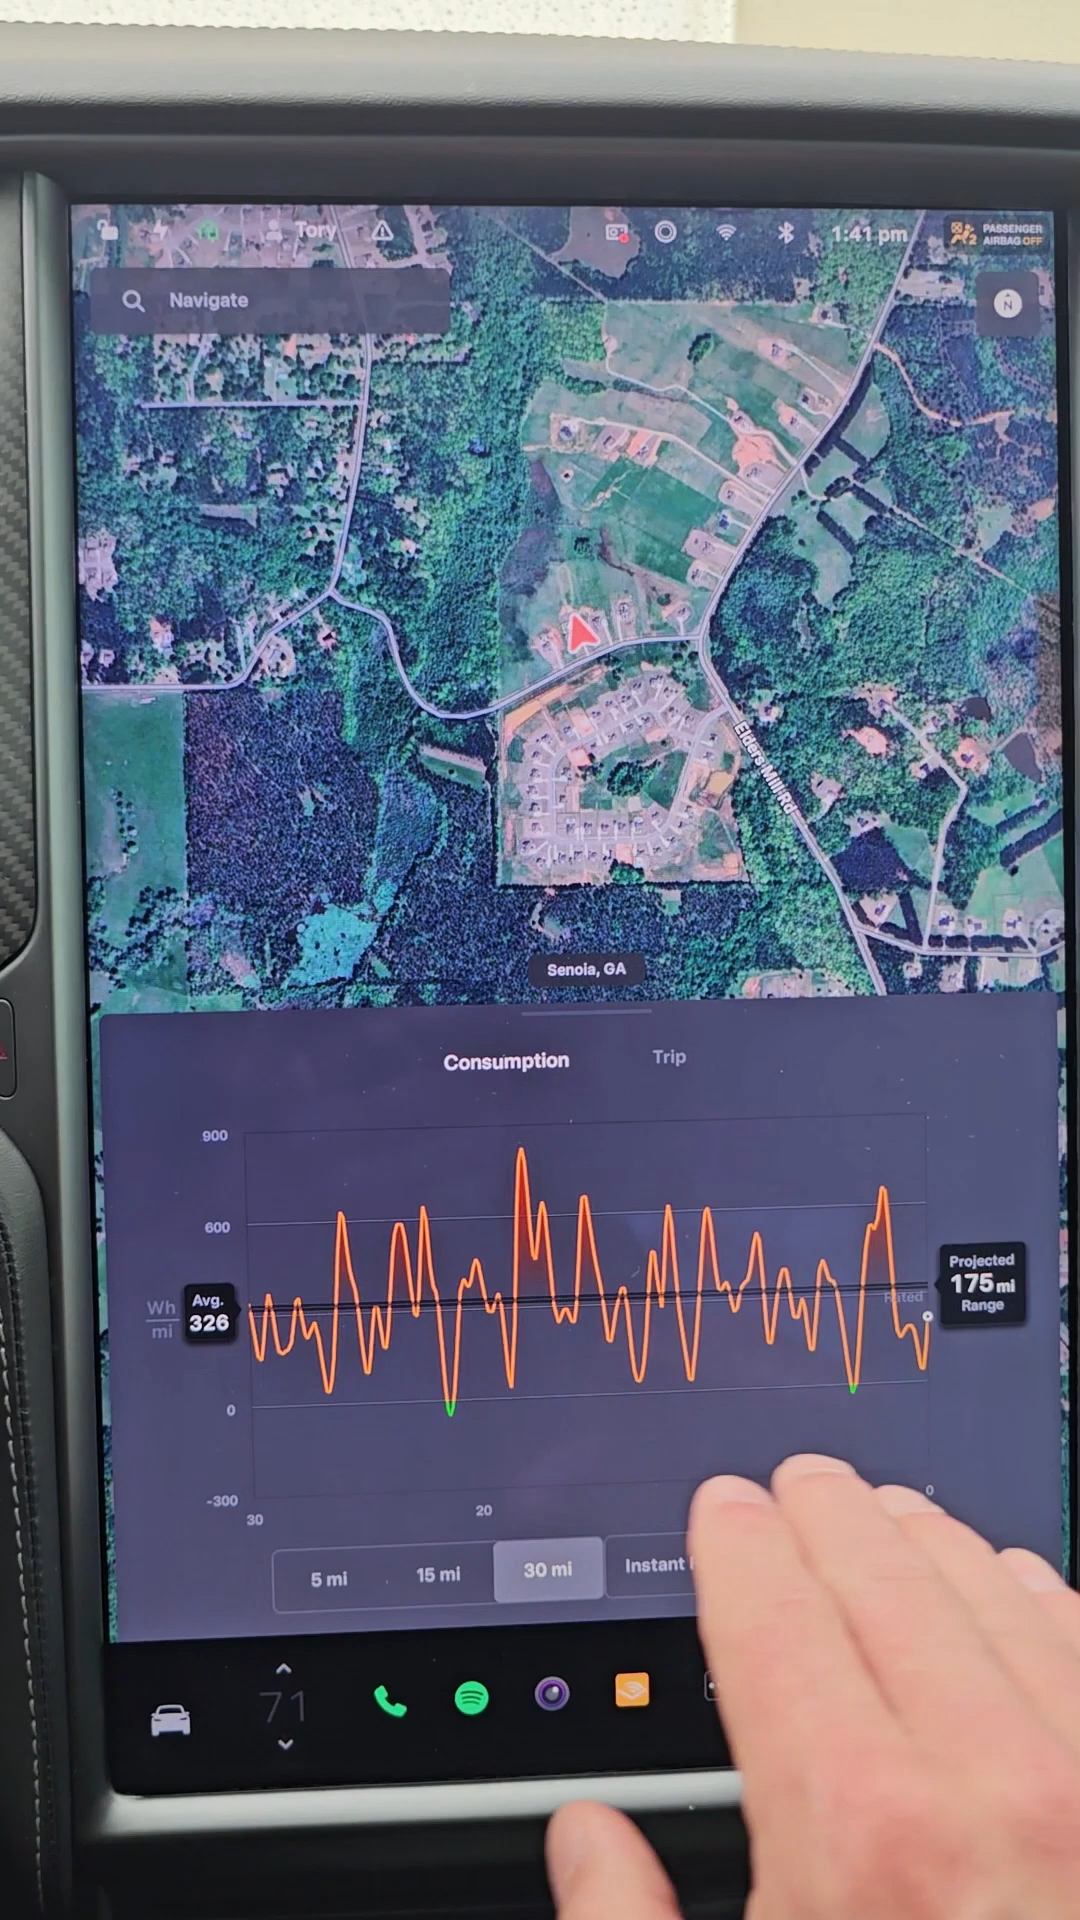 Tory
1:41 pm
PASSENGER
AIRBAG OFF
Navigate
N
Elders Mill Rd
Senoia, GA
Consumption
Trip
900
600
0
-300
Wh
mi
Avg.
326
Rated
Projected
175 mi
Range
30
20
0
5 mi
15 mi
30 mi
Instant
71